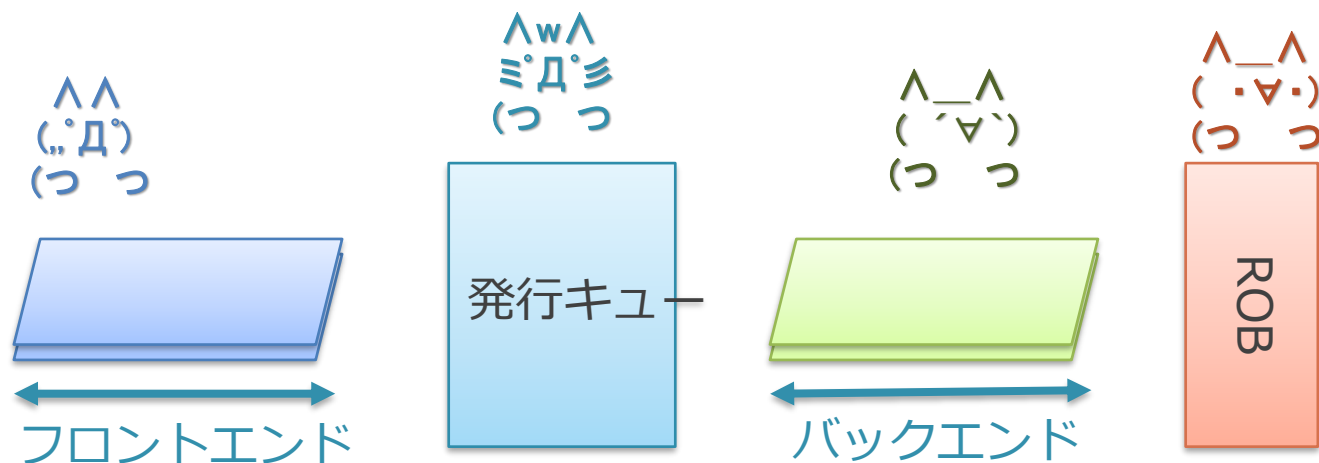 ∧∧
(,,ﾟДﾟ)
(つ　つ
フロントエンド
∧w∧
ミﾟДﾟ彡
(つ　つ
発行キュー
∧＿∧
(　´∀`)
(つ　つ
バックエンド
∧＿∧
(　・∀・)
(つ　つ
ROB